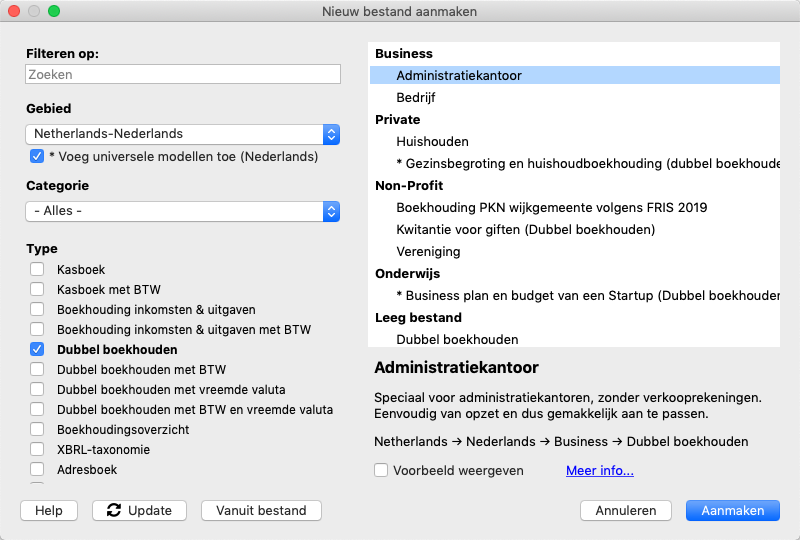 Nieuw bestand aanmaken
Filteren op:
Zoeken
Gebied
Netherlands-Nederlands
* Voeg universele modellen toe (Nederlands)
Categorie
- Alles -
Type
Kasboek
Kasboek met BTW
Boekhouding inkomsten & uitgaven
Boekhouding inkomsten & uitgaven met BTW
Dubbel boekhouden
Dubbel boekhouden met BTW
Dubbel boekhouden met vreemde valuta
Dubbel boekhouden met BTW en vreemde valuta
Boekhoudingsoverzicht
XBRL-taxonomie
Adresboek
Business
Administratiekantoor
Bedrijf
Private
Huishouden
* Gezinsbegroting en huishoudboekhouding (dubbel boekhoude
Non-Profit
Boekhouding PKN wijkgemeente volgens FRIS 2019
Kwitantie voor giften (Dubbel boekhouden)
Vereniging
Onderwijs
* Business plan en budget van een Startup (Dubbel boekhouder
Leeg bestand
Dubbel boekhouden
Administratiekantoor
Speciaal voor administratiekantoren, zonder verkooprekeningen.
Eenvoudig van opzet en dus gemakkelijk aan te passen.
Netherlands → Nederlands → Business → Dubbel boekhouden
Voorbeeld weergeven
Meer info...
Help
Update
Vanuit bestand
Annuleren
Aanmaken